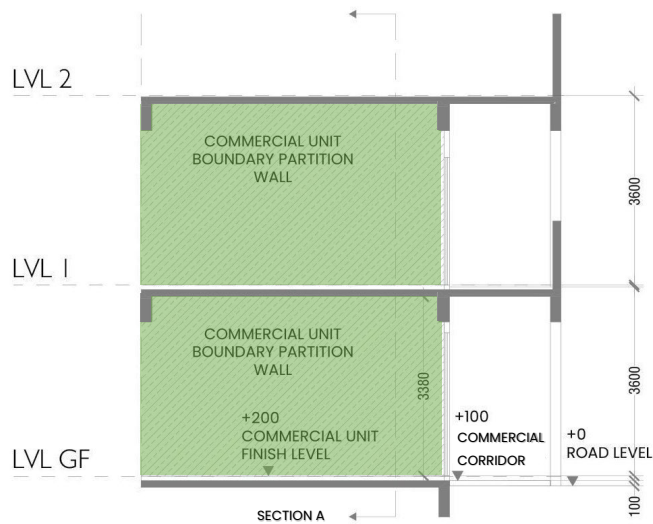 LVL 2
COMMERCIAL UNIT
BOUNDARY PARTITION
WALL
3600
LVL 1
COMMERCIAL UNIT
BOUNDARY PARTITION
WALL
3380
3600
+200
COMMERCIAL UNIT
FINISH LEVEL
+100
COMMERCIAL
CORRIDOR
+0
ROAD LEVEL
LVL GF
100
SECTION A